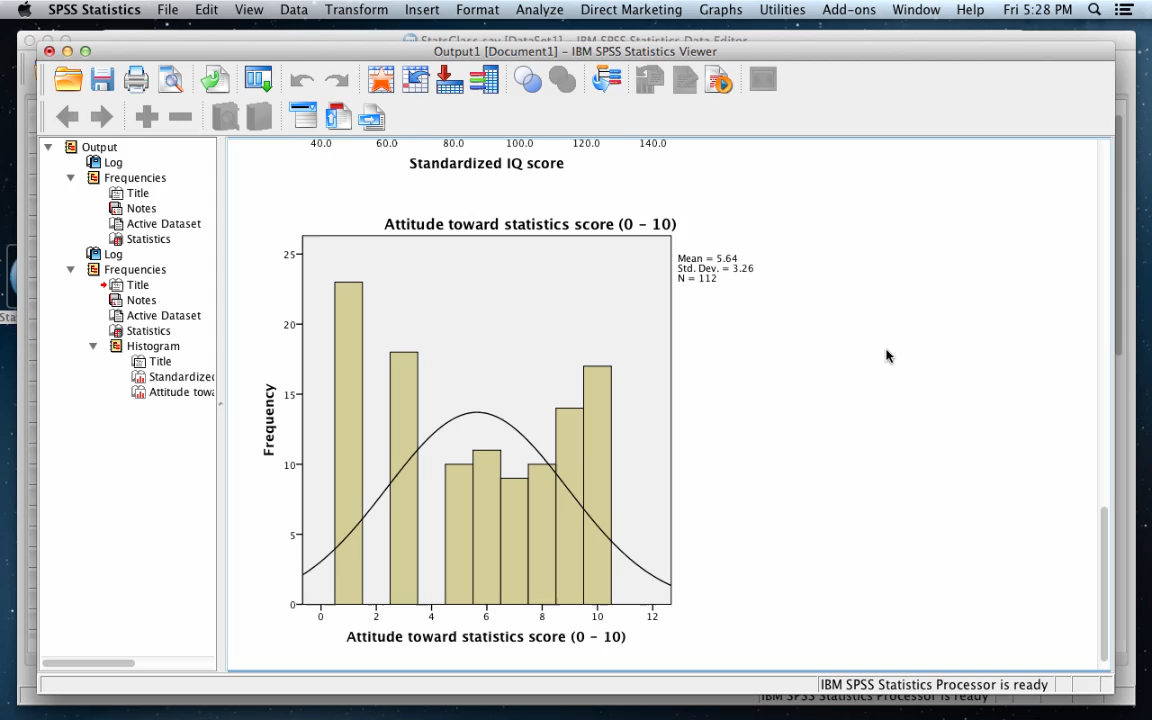 SPSS Statistics File Edit View Data Transform Insert Format Analyze Direct Marketing Graphs Utilities Add-ons Window Help Fri 5:28 PM
Output1 [Document1] – IBM SPSS Statistics Viewer
Output
Log
Frequencies
Title
Notes
Active Dataset
Statistics
Log
Frequencies
Title
Notes
Active Dataset
Statistics
Histogram
Title
Standardized
Attitude towa
40.0 60.0 80.0 100.0 120.0 140.0
Standardized IQ score
Attitude toward statistics score (0 – 10)
Mean = 5.64
Std. Dev. = 3.26
N = 112
25
20
15
10
5
0
Frequency
0 2 4 6 8 10 12
Attitude toward statistics score (0 – 10)
IBM SPSS Statistics Processor is ready